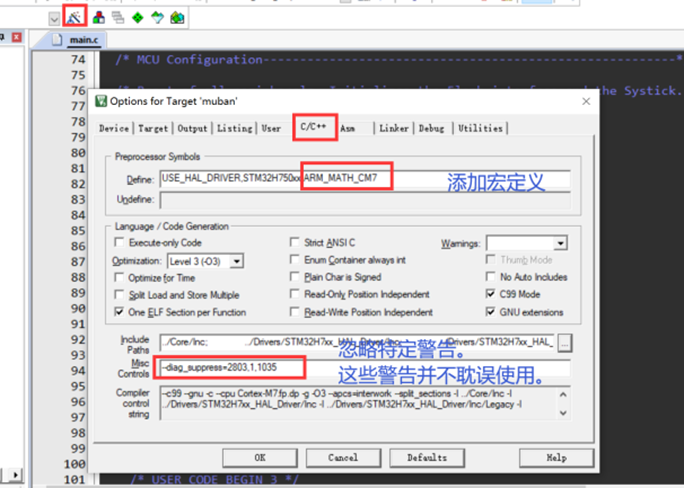 main.c
74 /* MCU Configuration--------------------------------------------------------*
75
76
77
78
79
80
81
82
83
84
85
86
87
88
89
90
91
92
93
94
95
96
97
98
99
100
101 /* USER CODE BEGIN 3 */
the Systick.
Options for Target 'muban'
Device Target Output Listing User C/C++ Asm Linker Debug Utilities
Preprocessor Symbols
Define: USE_HAL_DRIVER,STM32H750xx,ARM_MATH_CM7
添加宏定义
Undefine:
Language / Code Generation
Execute-only Code Strict ANSI C Warnings:
Optimization: Level 3 (-O3) Enum Container always int Thumb Mode
Optimize for Time Plain Char is Signed No Auto Includes
Split Load and Store Multiple Read-Only Position Independent C99 Mode
One ELF Section per Function Read-Write Position Independent GNU extensions
Include Paths ../Core/Inc; ../Drivers/STM32H7xx_HAL_Driver/Inc ../Drivers/STM32H7xx_HAL_ ...
忽略特定警告。
Misc Controls --diag_suppress=2803,1,1035
这些警告并不耽误使用。
Compiler control string --c99 --gnu -c --cpu Cortex-M7.fp.dp -g -O3 --apcs=interwork --split_sections -I ../Core/Inc -I
../Drivers/STM32H7xx_HAL_Driver/Inc -I ../Drivers/STM32H7xx_HAL_Driver/Inc/Legacy -I
OK Cancel Defaults Help